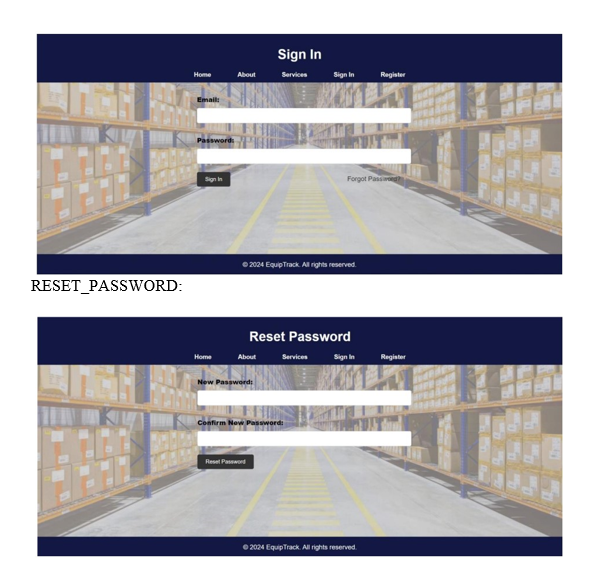 Sign In
Home About Services Sign In Register
Email:
Password:
Sign In Forgot Password?
© 2024 EquipTrack. All rights reserved.
RESET_PASSWORD:
Reset Password
Home About Services Sign In Register
New Password:
Confirm New Password:
Reset Password
© 2024 EquipTrack. All rights reserved.